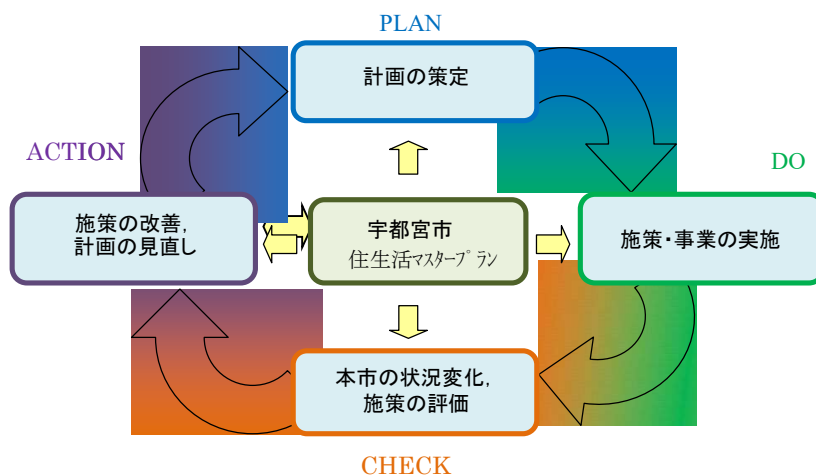 PLAN
計画の策定
ACTION
DO
施策の改善,
計画の見直し
宇都宮市
住生活ﾏｽﾀｰﾌﾟﾗﾝ
施策・事業の実施
本市の状況変化,
施策の評価
CHECK